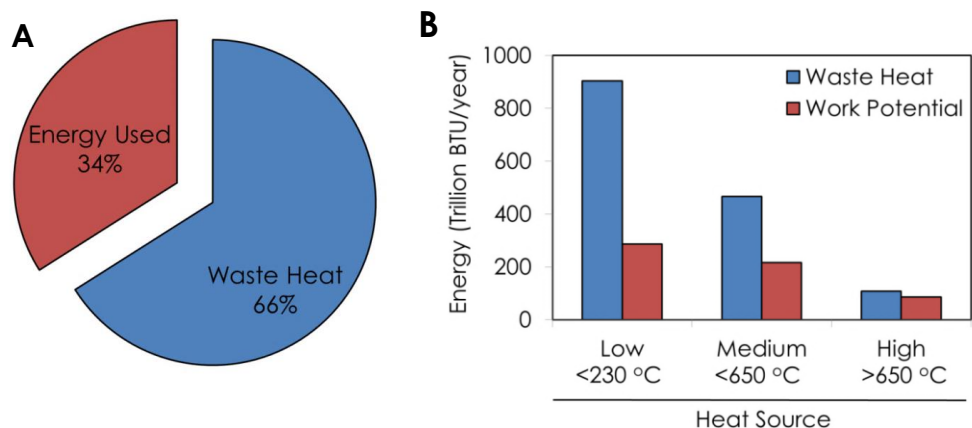 A
Energy Used
34%
Waste Heat
66%
B
Energy (Trillion BTU/year)
1000
800
600
400
200
0
Waste Heat
Work Potential
Low
<230 °C
Medium
<650 °C
High
>650 °C
Heat Source